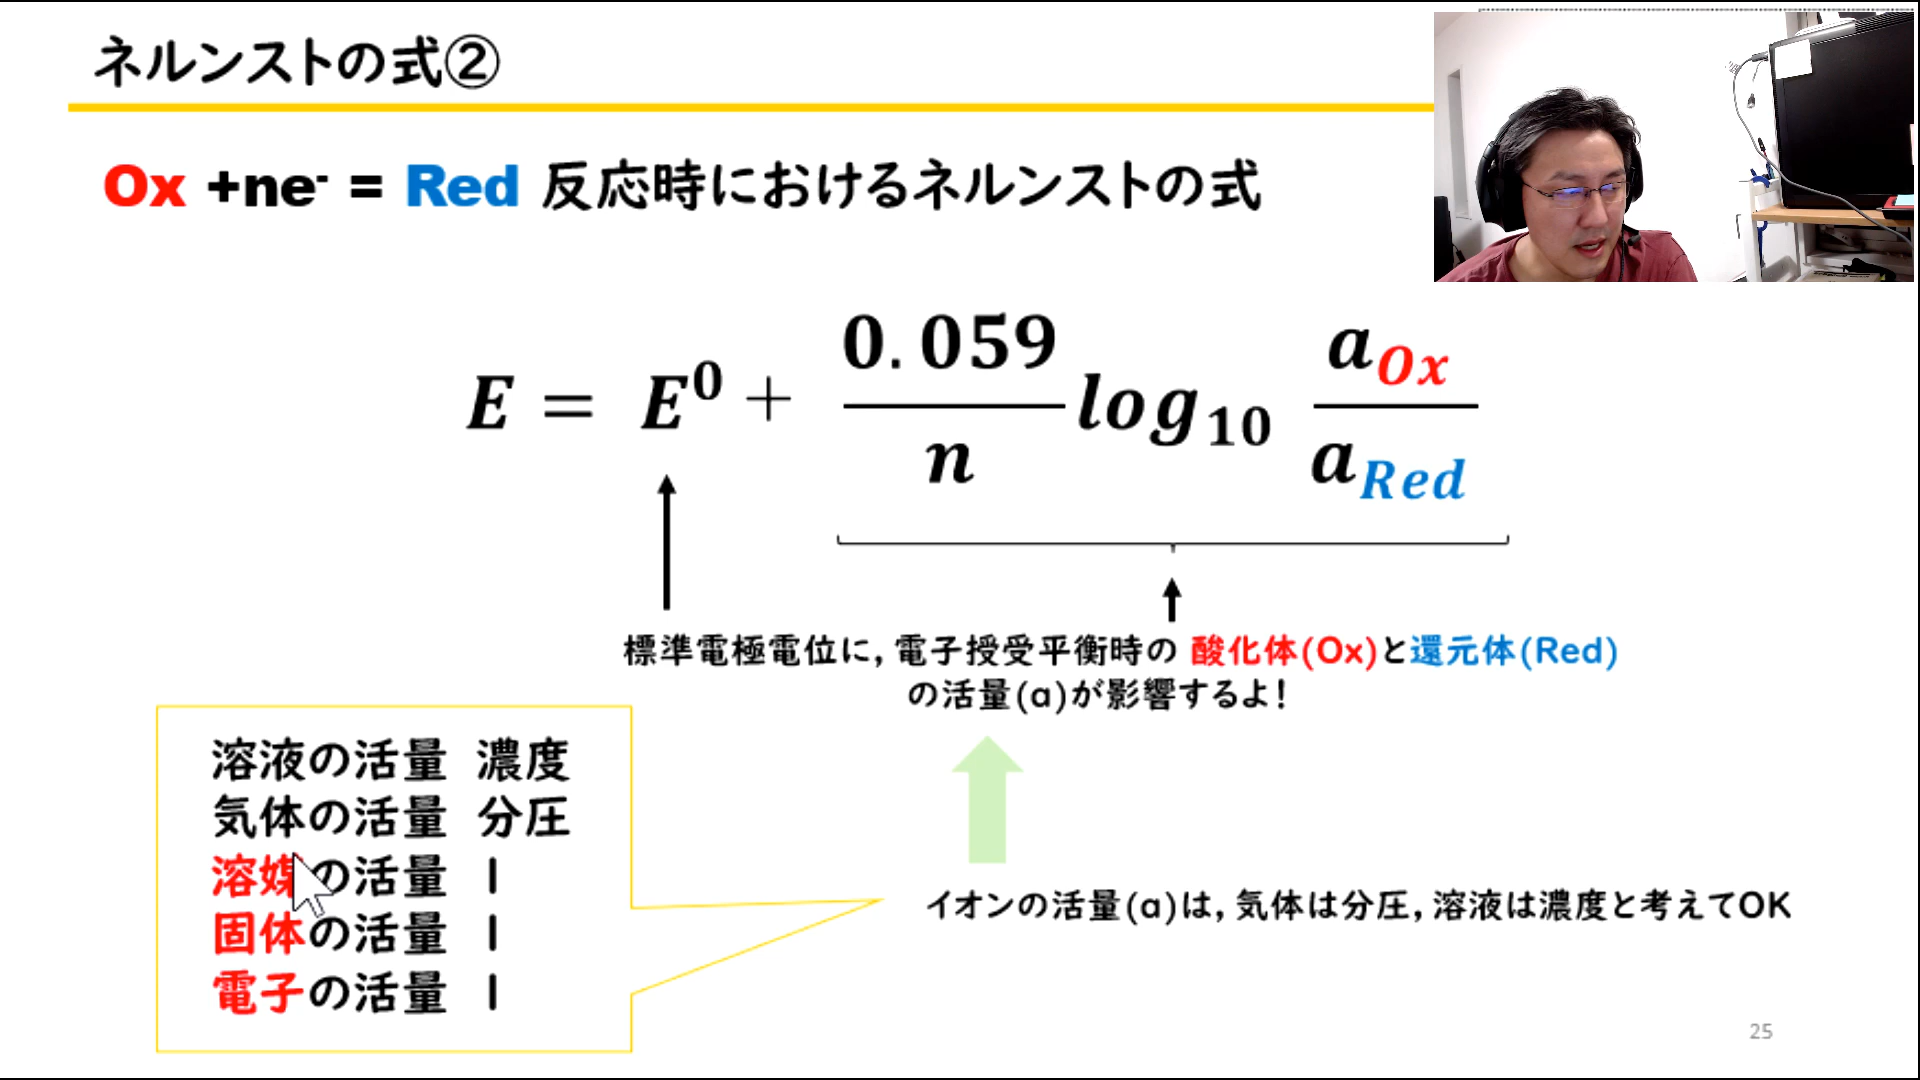 ネルンストの式②
Ox +ne- = Red 反応時におけるネルンストの式
E = E⁰ + 0.059/n log₁₀ a_Ox/a_Red
標準電極電位に, 電子授受平衡時の 酸化体(Ox)と還元体(Red)
の活量(a)が影響するよ!
溶液の活量 濃度
気体の活量 分圧
溶媒の活量 1
固体の活量 1
電子の活量 1
イオンの活量(a)は, 気体は分圧, 溶液は濃度と考えてOK
25